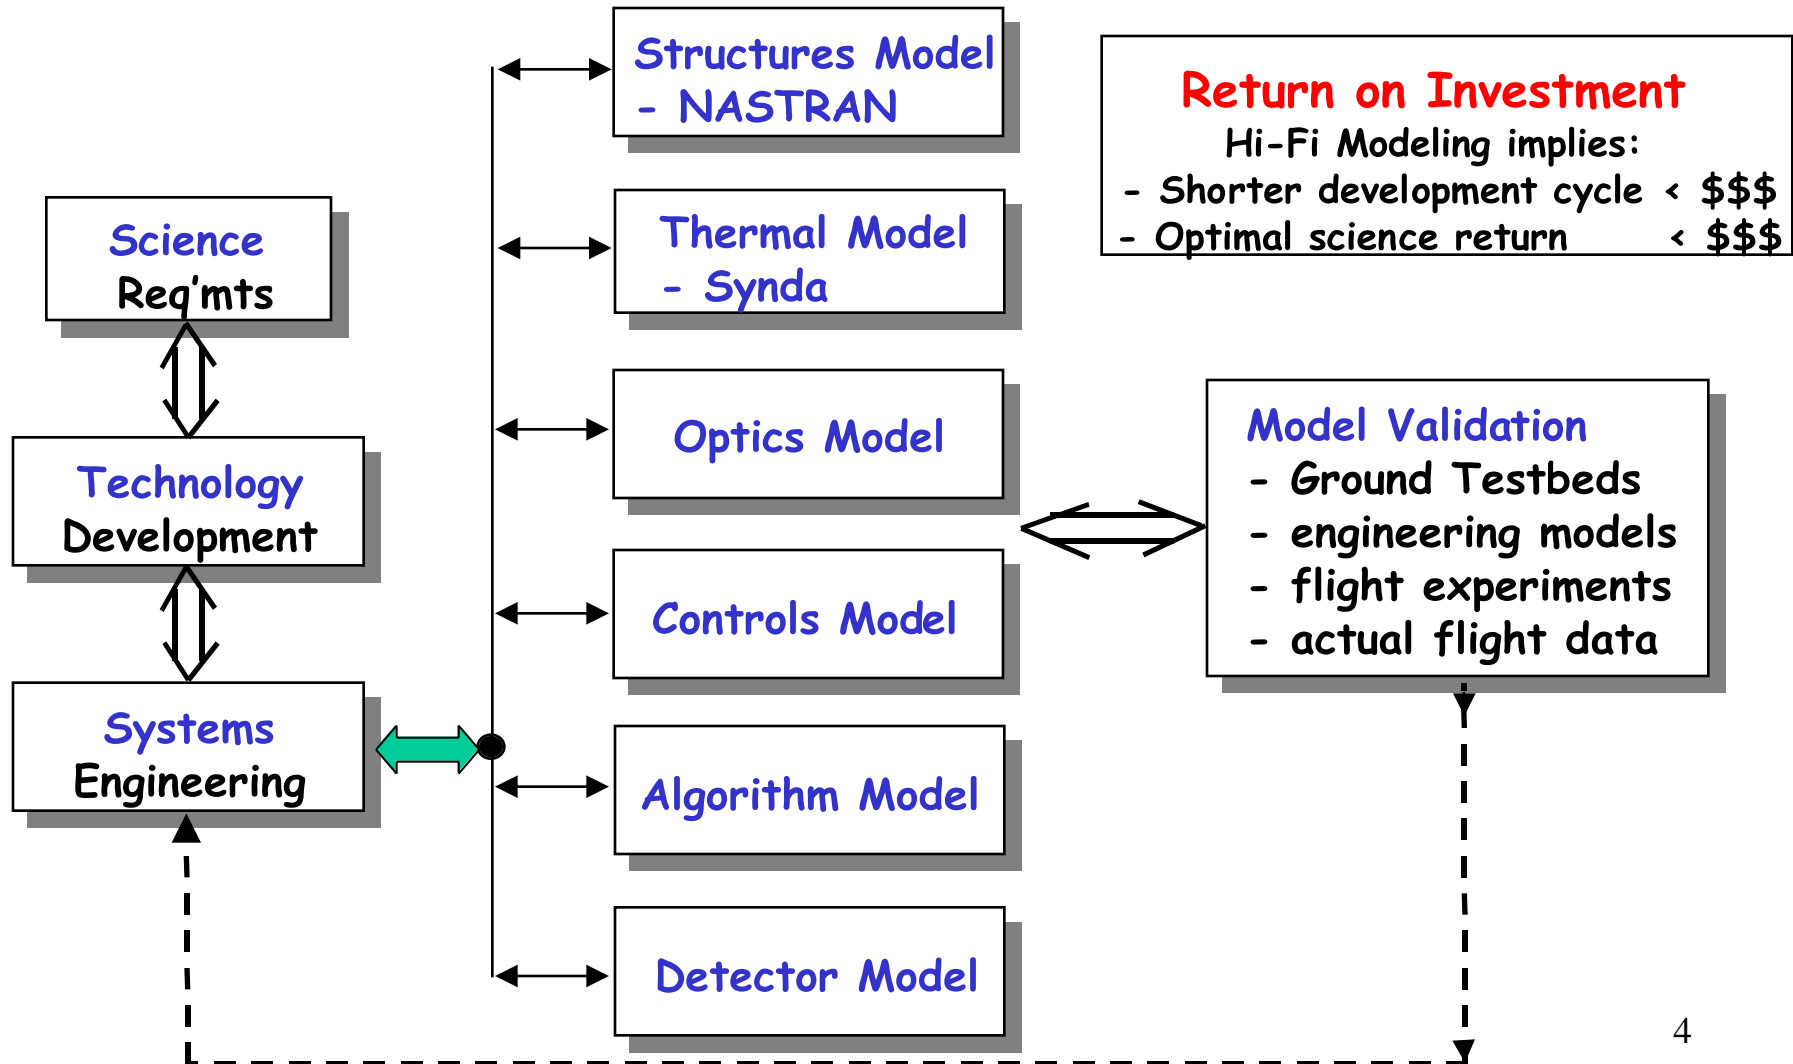 Structures Model
- NASTRAN
Return on Investment
Hi-Fi Modeling implies:
- Shorter development cycle < $$$
- Optimal science return < $$$
Science
Req'mts
Thermal Model
- Synda
Technology
Development
Optics Model
Model Validation
- Ground Testbeds
- engineering models
- flight experiments
- actual flight data
Controls Model
Systems
Engineering
Algorithm Model
Detector Model
4